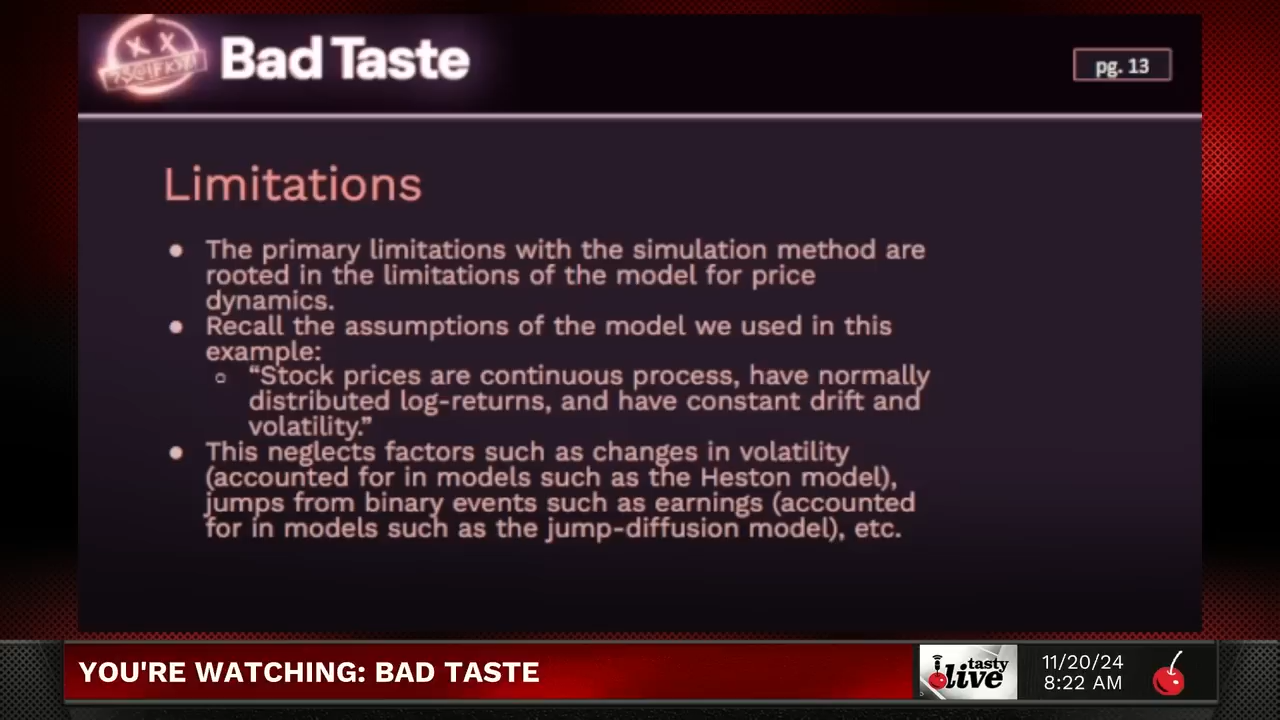 Bad Taste
pg. 13
Limitations
● The primary limitations with the simulation method are
rooted in the limitations of the model for price
dynamics.
● Recall the assumptions of the model we used in this
example:
○ “Stock prices are continuous process, have normally
distributed log-returns, and have constant drift and
volatility.”
● This neglects factors such as changes in volatility
(accounted for in models such as the Heston model),
jumps from binary events such as earnings (accounted
for in models such as the jump-diffusion model), etc.
YOU'RE WATCHING: BAD TASTE
tasty
live
11/20/24
8:22 AM